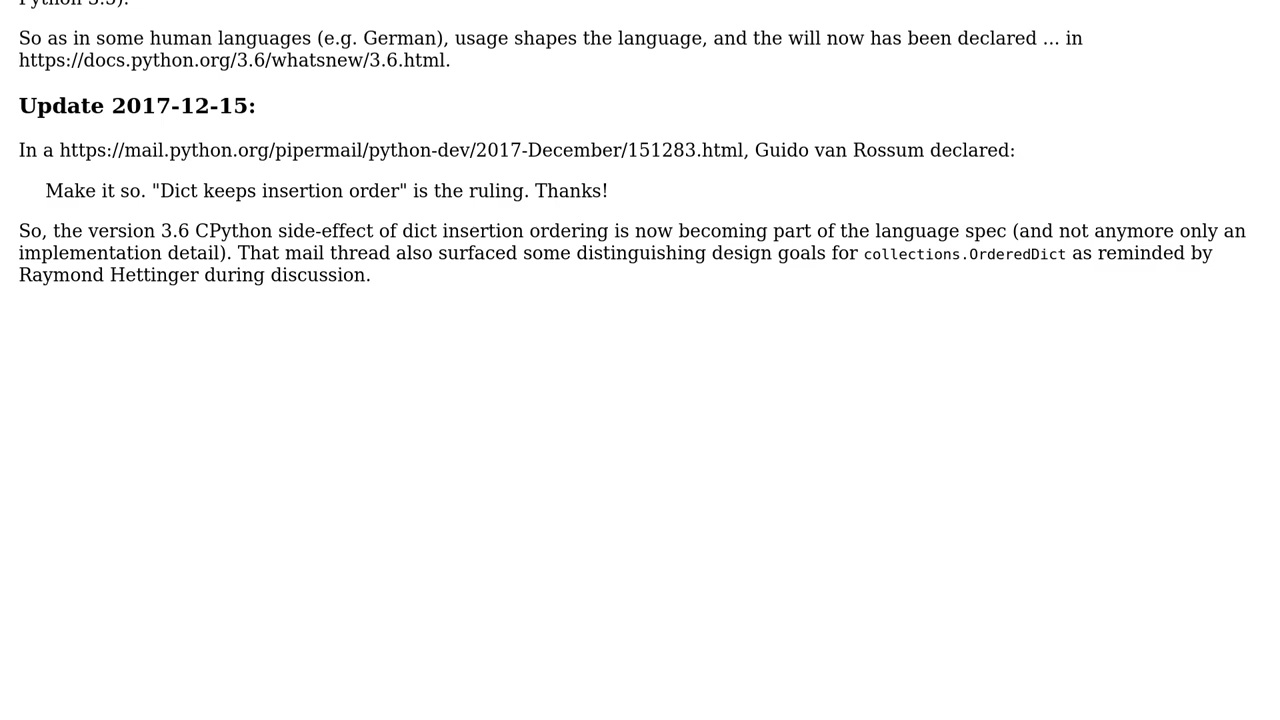 Python 3.5).
So as in some human languages (e.g. German), usage shapes the language, and the will now has been declared ... in
https://docs.python.org/3.6/whatsnew/3.6.html.
Update 2017-12-15:
In a https://mail.python.org/pipermail/python-dev/2017-December/151283.html, Guido van Rossum declared:
Make it so. "Dict keeps insertion order" is the ruling. Thanks!
So, the version 3.6 CPython side-effect of dict insertion ordering is now becoming part of the language spec (and not anymore only an
implementation detail). That mail thread also surfaced some distinguishing design goals for collections.OrderedDict as reminded by
Raymond Hettinger during discussion.